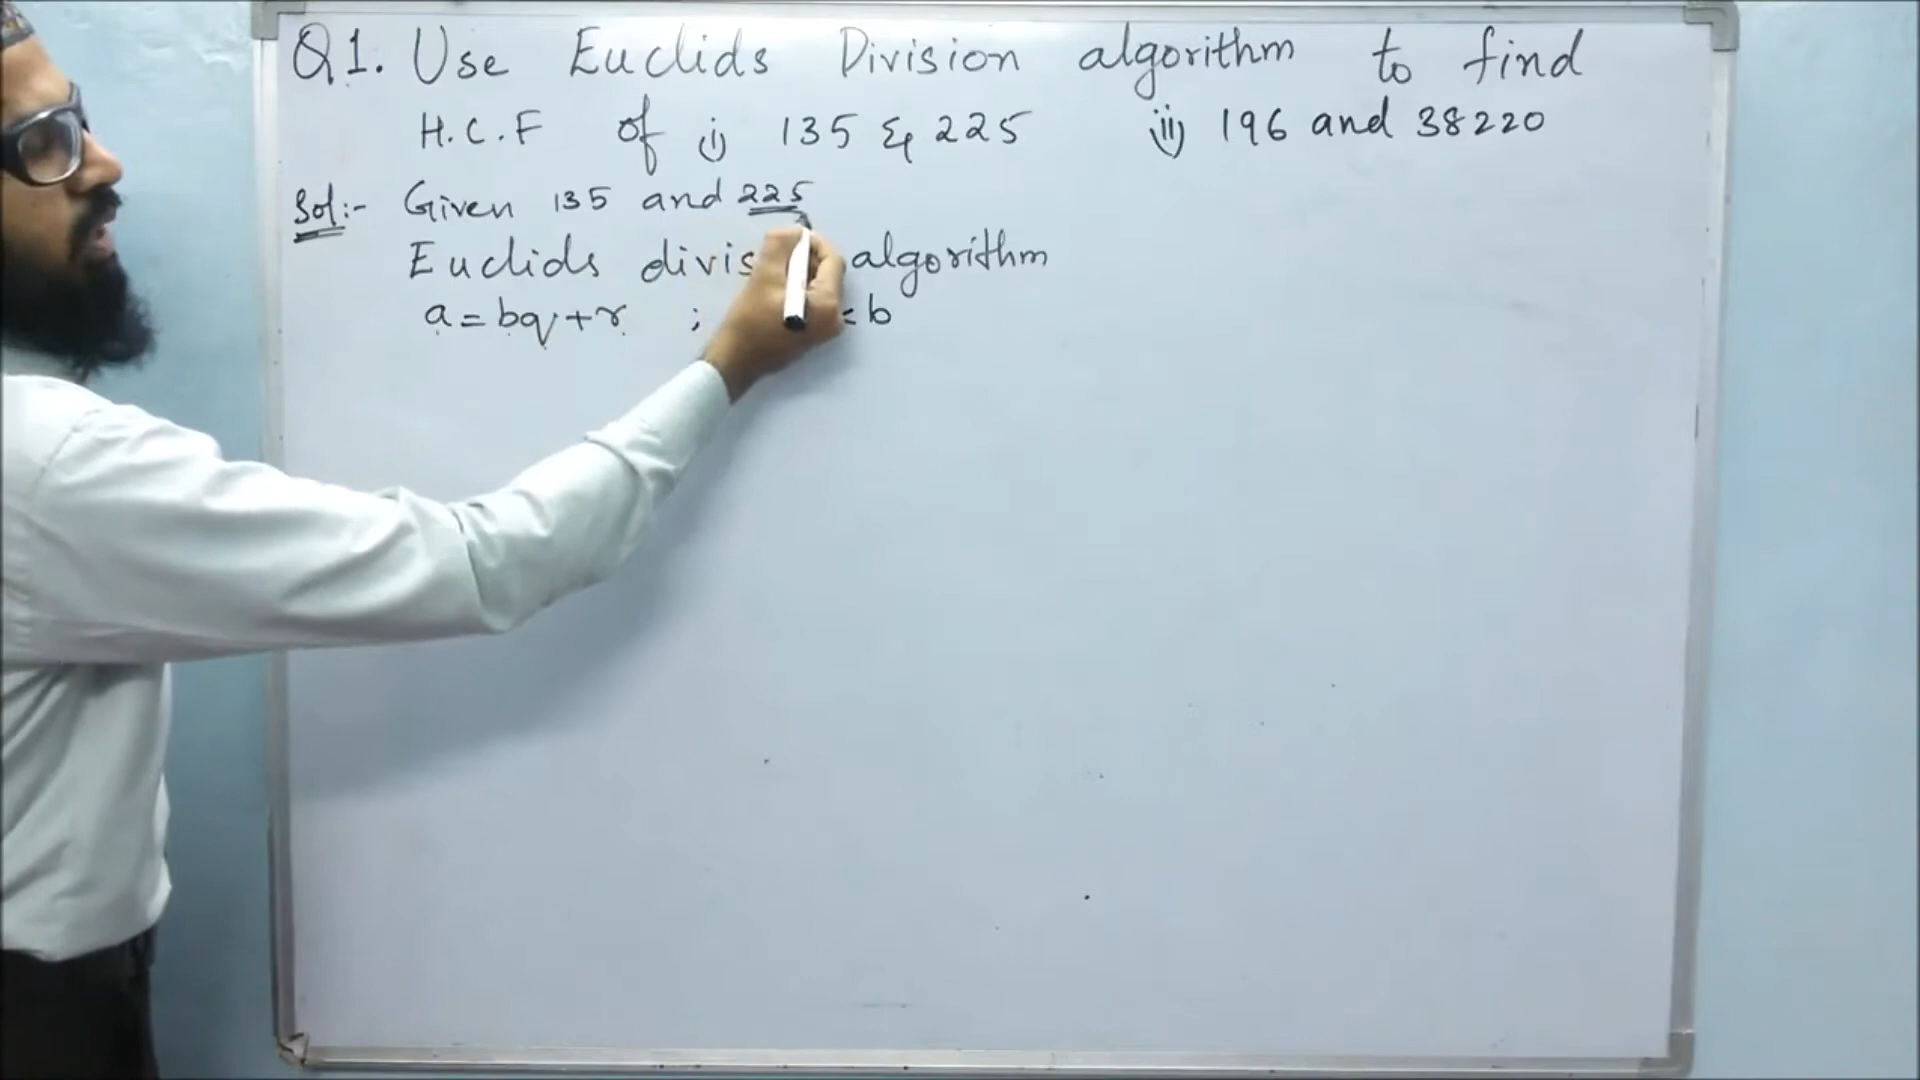 Q1. Use Euclids Division algorithm to find
H.C.F of i) 135 & 225 ii) 196 and 38220
Sol:- Given 135 and 225
Euclids algorithm
a = bq + r ; < b